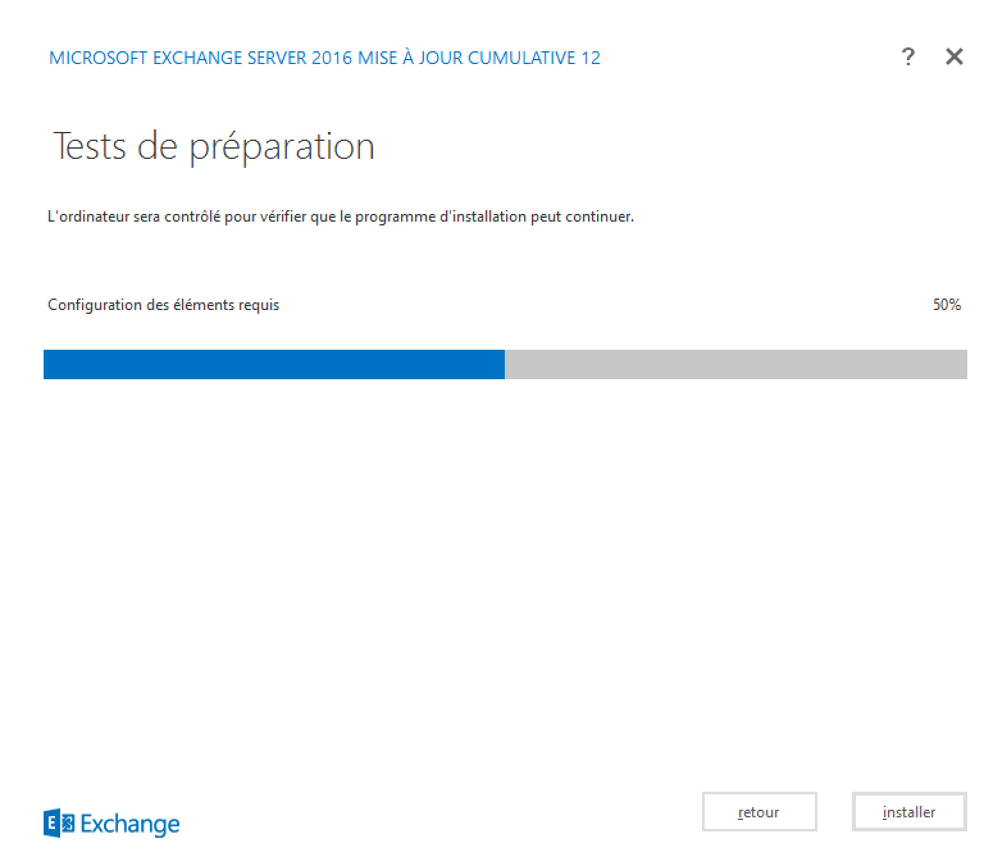 MICROSOFT EXCHANGE SERVER 2016 MISE À JOUR CUMULATIVE 12
?
Tests de préparation
L'ordinateur sera contrôlé pour vérifier que le programme d'installation peut continuer.
Configuration des éléments requis 50%
retour installer
E Exchange